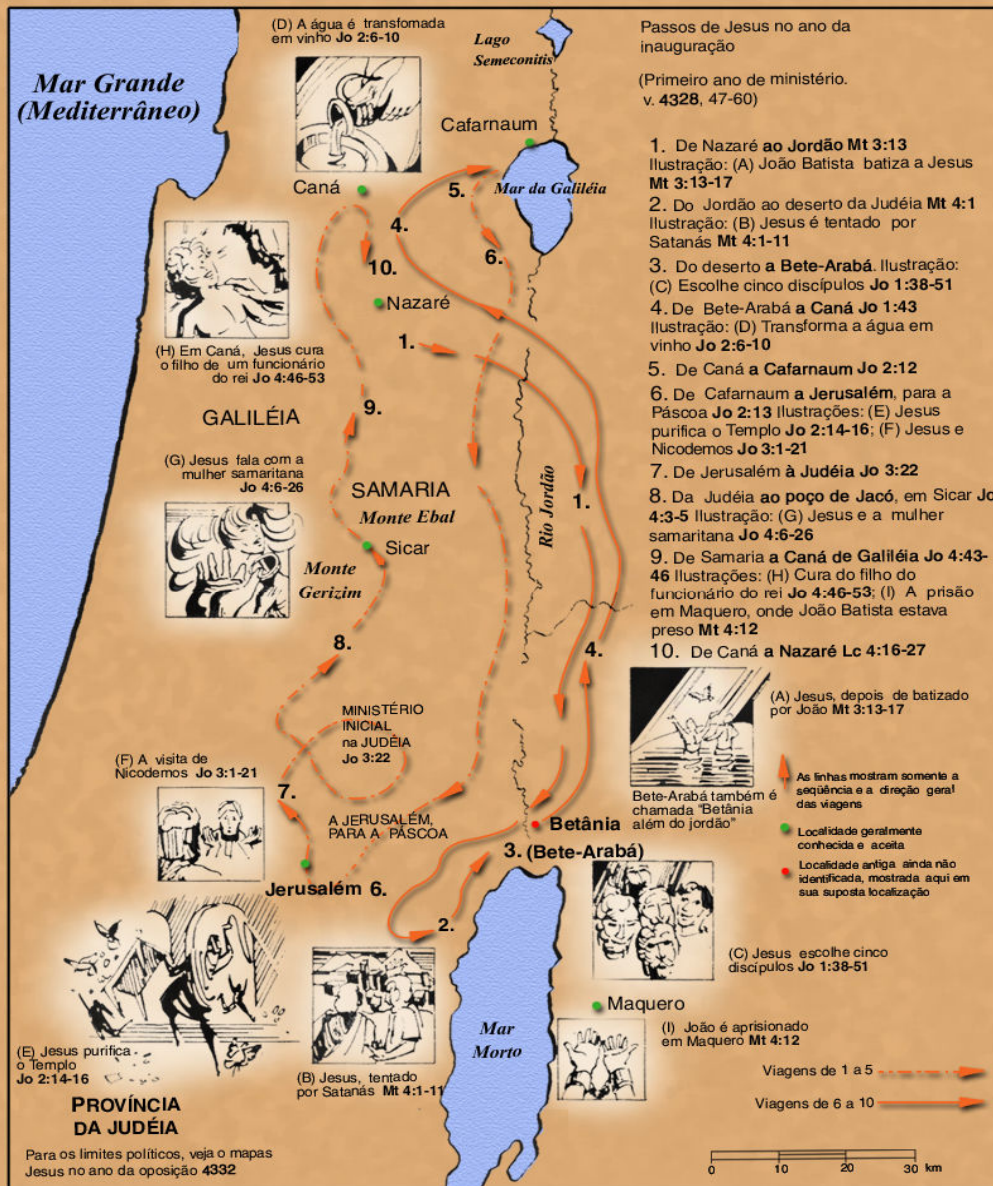 (D) A água é transfomada
em vinho Jo 2:6-10
Lago
Semeconitis
Mar Grande
(Mediterrâneo)
Cafarnaum
Caná
Mar da Galiléia
5.
4.
6.
10.
Nazaré
1.
(H) Em Caná, Jesus cura
o filho de um funcionário
do rei Jo 4:46-53
9.
GALILÉIA
(G) Jesus fala com a
mulher samaritana
Jo 4:6-26
SAMARIA
Monte Ebal
Rio Jordão
1.
Sicar
Monte
Gerizim
8.
4.
MINISTÉRIO
INICIAL
na JUDÉIA
Jo 3:22
(F) A visita de
Nicodemos Jo 3:1-21
7.
A JERUSALÉM,
PARA A PÁSCOA
Betânia
3. (Bete-Arabá)
Jerusalém
6.
2.
(E) Jesus purifica
o Templo
Jo 2:14-16
(B) Jesus, tentado
por Satanás Mt 4:1-11
Mar
Morto
Maquero
PROVÍNCIA
DA JUDÉIA
Para os limites políticos, veja o mapas
Jesus no ano da oposição 4332
Passos de Jesus no ano da
inauguração
(Primeiro ano de ministério.
v. 4328, 47-60)
1. De Nazaré ao Jordão Mt 3:13
Ilustração: (A) João Batista batiza a Jesus
Mt 3:13-17
2. Do Jordão ao deserto da Judéia Mt 4:1
Ilustração: (B) Jesus é tentado por
Satanás Mt 4:1-11
3. Do deserto a Bete-Arabá. Ilustração:
(C) Escolhe cinco discípulos Jo 1:38-51
4. De Bete-Arabá a Caná Jo 1:43
Ilustração: (D) Transforma a água em
vinho Jo 2:6-10
5. De Caná a Cafarnaum Jo 2:12
6. De Cafarnaum a Jerusalém, para a
Páscoa Jo 2:13 Ilustrações: (E) Jesus
purifica o Templo Jo 2:14-16; (F) Jesus e
Nicodemos Jo 3:1-21
7. De Jerusalém à Judéia Jo 3:22
8. Da Judéia ao poço de Jacó, em Sicar Jo
4:3-5 Ilustração: (G) Jesus e a mulher
samaritana Jo 4:6-26
9. De Samaria a Caná de Galiléia Jo 4:43-
46 Ilustrações: (H) Cura do filho do
funcionário do rei Jo 4:46-53; (I) A prisão
em Maquero, onde João Batista estava
preso Mt 4:12
10. De Caná a Nazaré Lc 4:16-27
(A) Jesus, depois de batizado
por João Mt 3:13-17
Bete-Arabá também é
chamada "Betânia
além do jordão"
As linhas mostram somente a
seqüência e a direção geral
das viagens
Localidade geralmente
conhecida e aceita
Localidade antiga ainda não
identificada, mostrada aqui em
sua suposta localização
(C) Jesus escolhe cinco
discípulos Jo 1:38-51
(I) João é aprisionado
em Maquero Mt 4:12
Viagens de 1 a 5
Viagens de 6 a 10
0 10 20 30 km